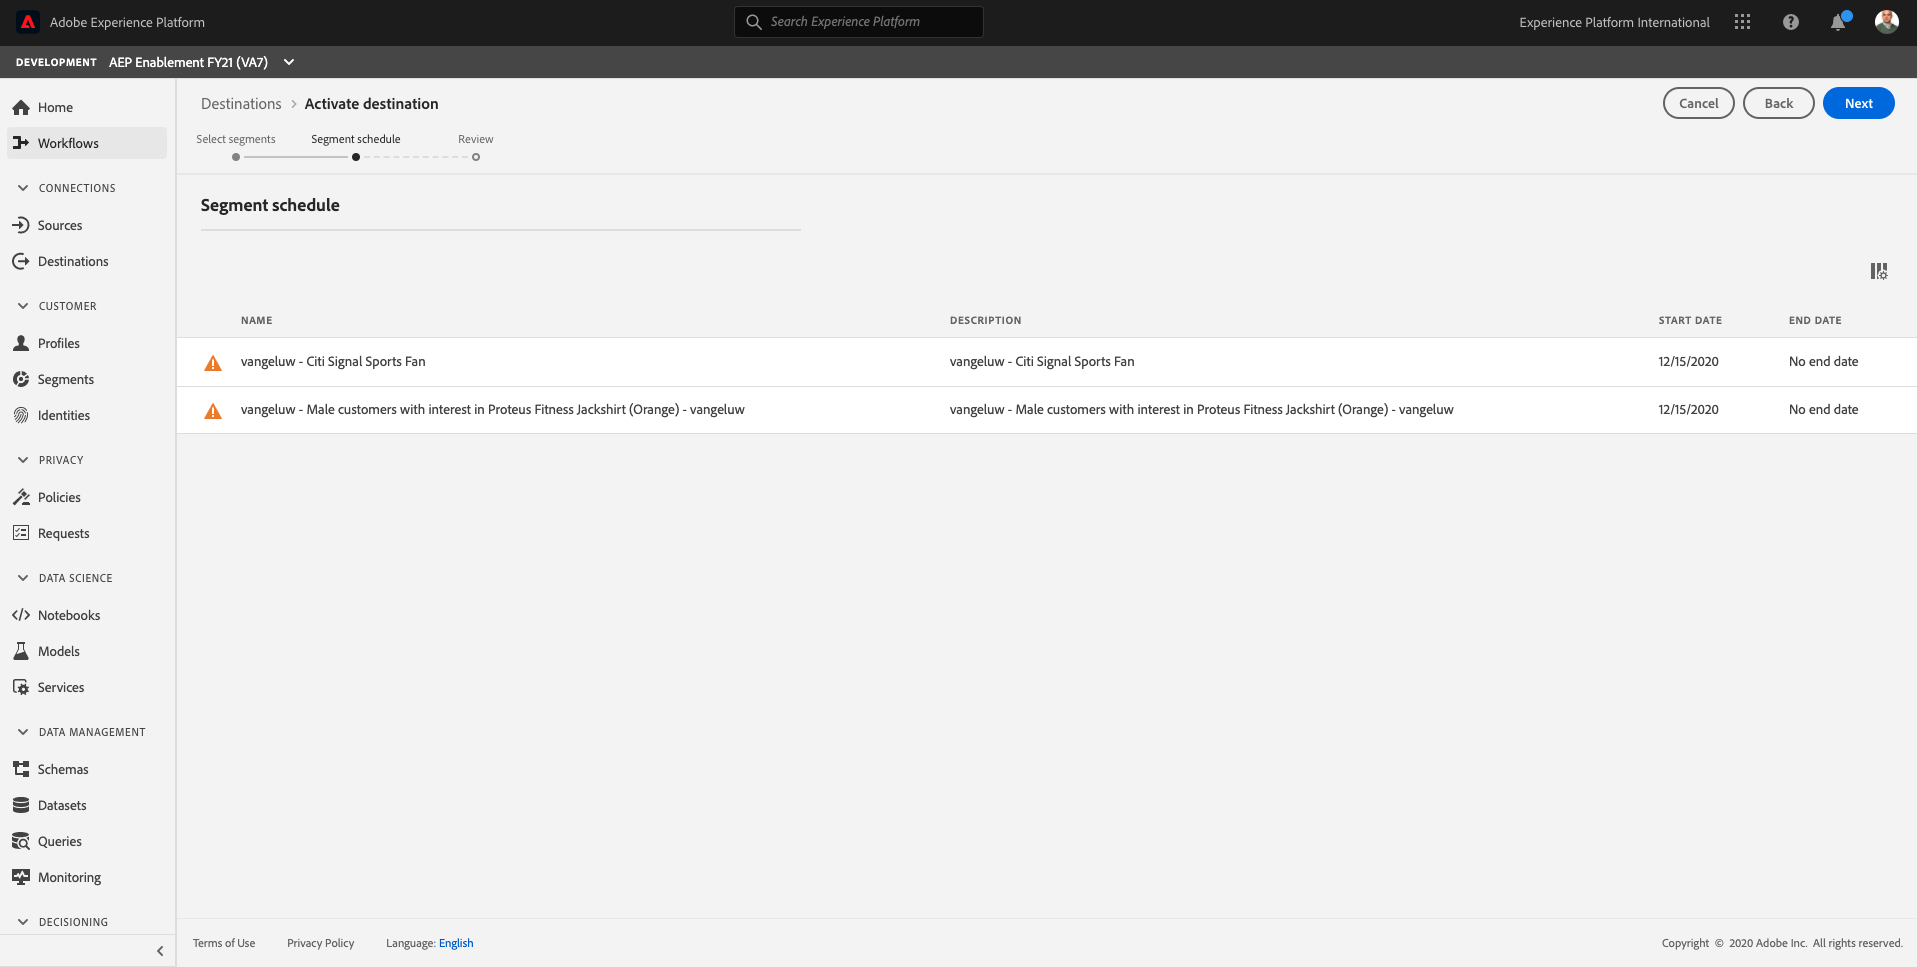 Adobe Experience Platform
Search Experience Platform
Experience Platform International
DEVELOPMENT AEP Enablement FY21 (VA7)
Home
Workflows
CONNECTIONS
Sources
Destinations
CUSTOMER
Profiles
Segments
Identities
PRIVACY
Policies
Requests
DATA SCIENCE
Notebooks
Models
Services
DATA MANAGEMENT
Schemas
Datasets
Queries
Monitoring
DECISIONING
Destinations > Activate destination
Cancel Back Next
Select segments Segment schedule Review
Segment schedule
NAME DESCRIPTION START DATE END DATE
vangeluw - Citi Signal Sports Fan vangeluw - Citi Signal Sports Fan 12/15/2020 No end date
vangeluw - Male customers with interest in Proteus Fitness Jackshirt (Orange) - vangeluw vangeluw - Male customers with interest in Proteus Fitness Jackshirt (Orange) - vangeluw 12/15/2020 No end date
Terms of Use Privacy Policy Language: English Copyright © 2020 Adobe Inc. All rights reserved.